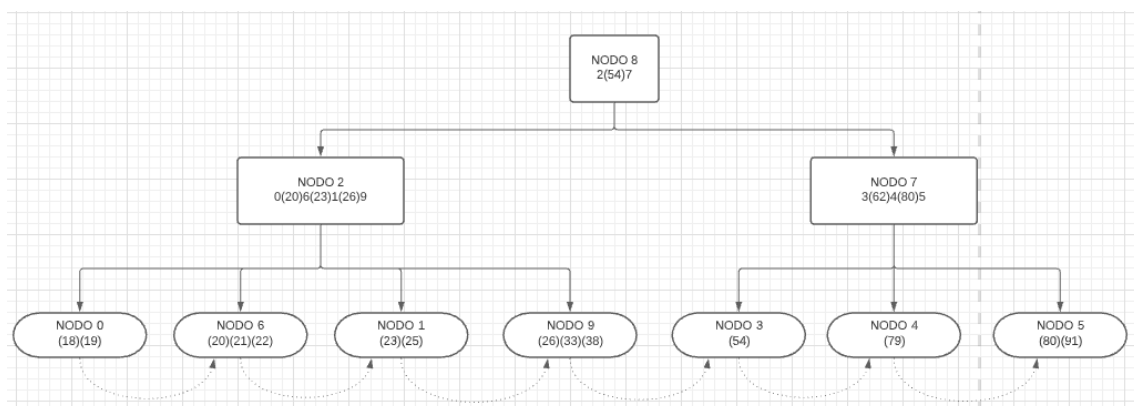 NODO 8
2(54)7
NODO 2
0(20)6(23)1(26)9
NODO 7
3(62)4(80)5
NODO 0
(18)(19)
NODO 6
(20)(21)(22)
NODO 1
(23)(25)
NODO 9
(26)(33)(38)
NODO 3
(54)
NODO 4
(79)
NODO 5
(80)(91)